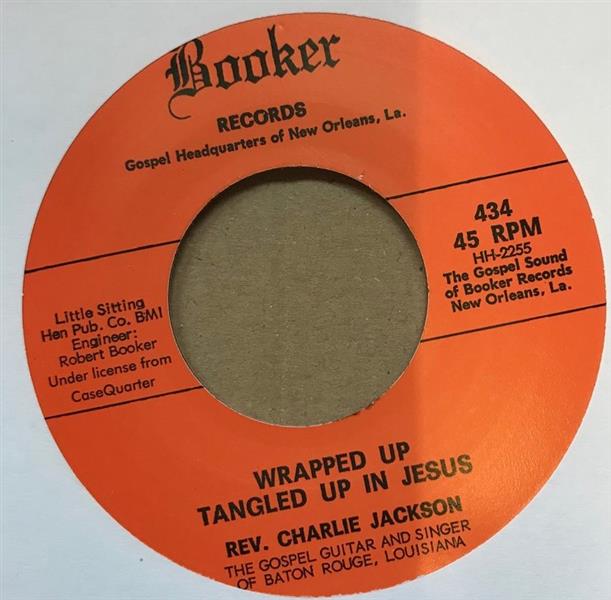 Booker
RECORDS
Gospel Headquarters of New Orleans, La.
434
45 RPM
HH-2255
The Gospel Sound
of Booker Records
New Orleans, La.
Little Sitting
Hen Pub. Co. BMI
Engineer:
Robert Booker
Under license from
CaseQuarter
WRAPPED UP
TANGLED UP IN JESUS
REV. CHARLIE JACKSON
THE GOSPEL GUITAR AND SINGER
OF BATON ROUGE, LOUISIANA